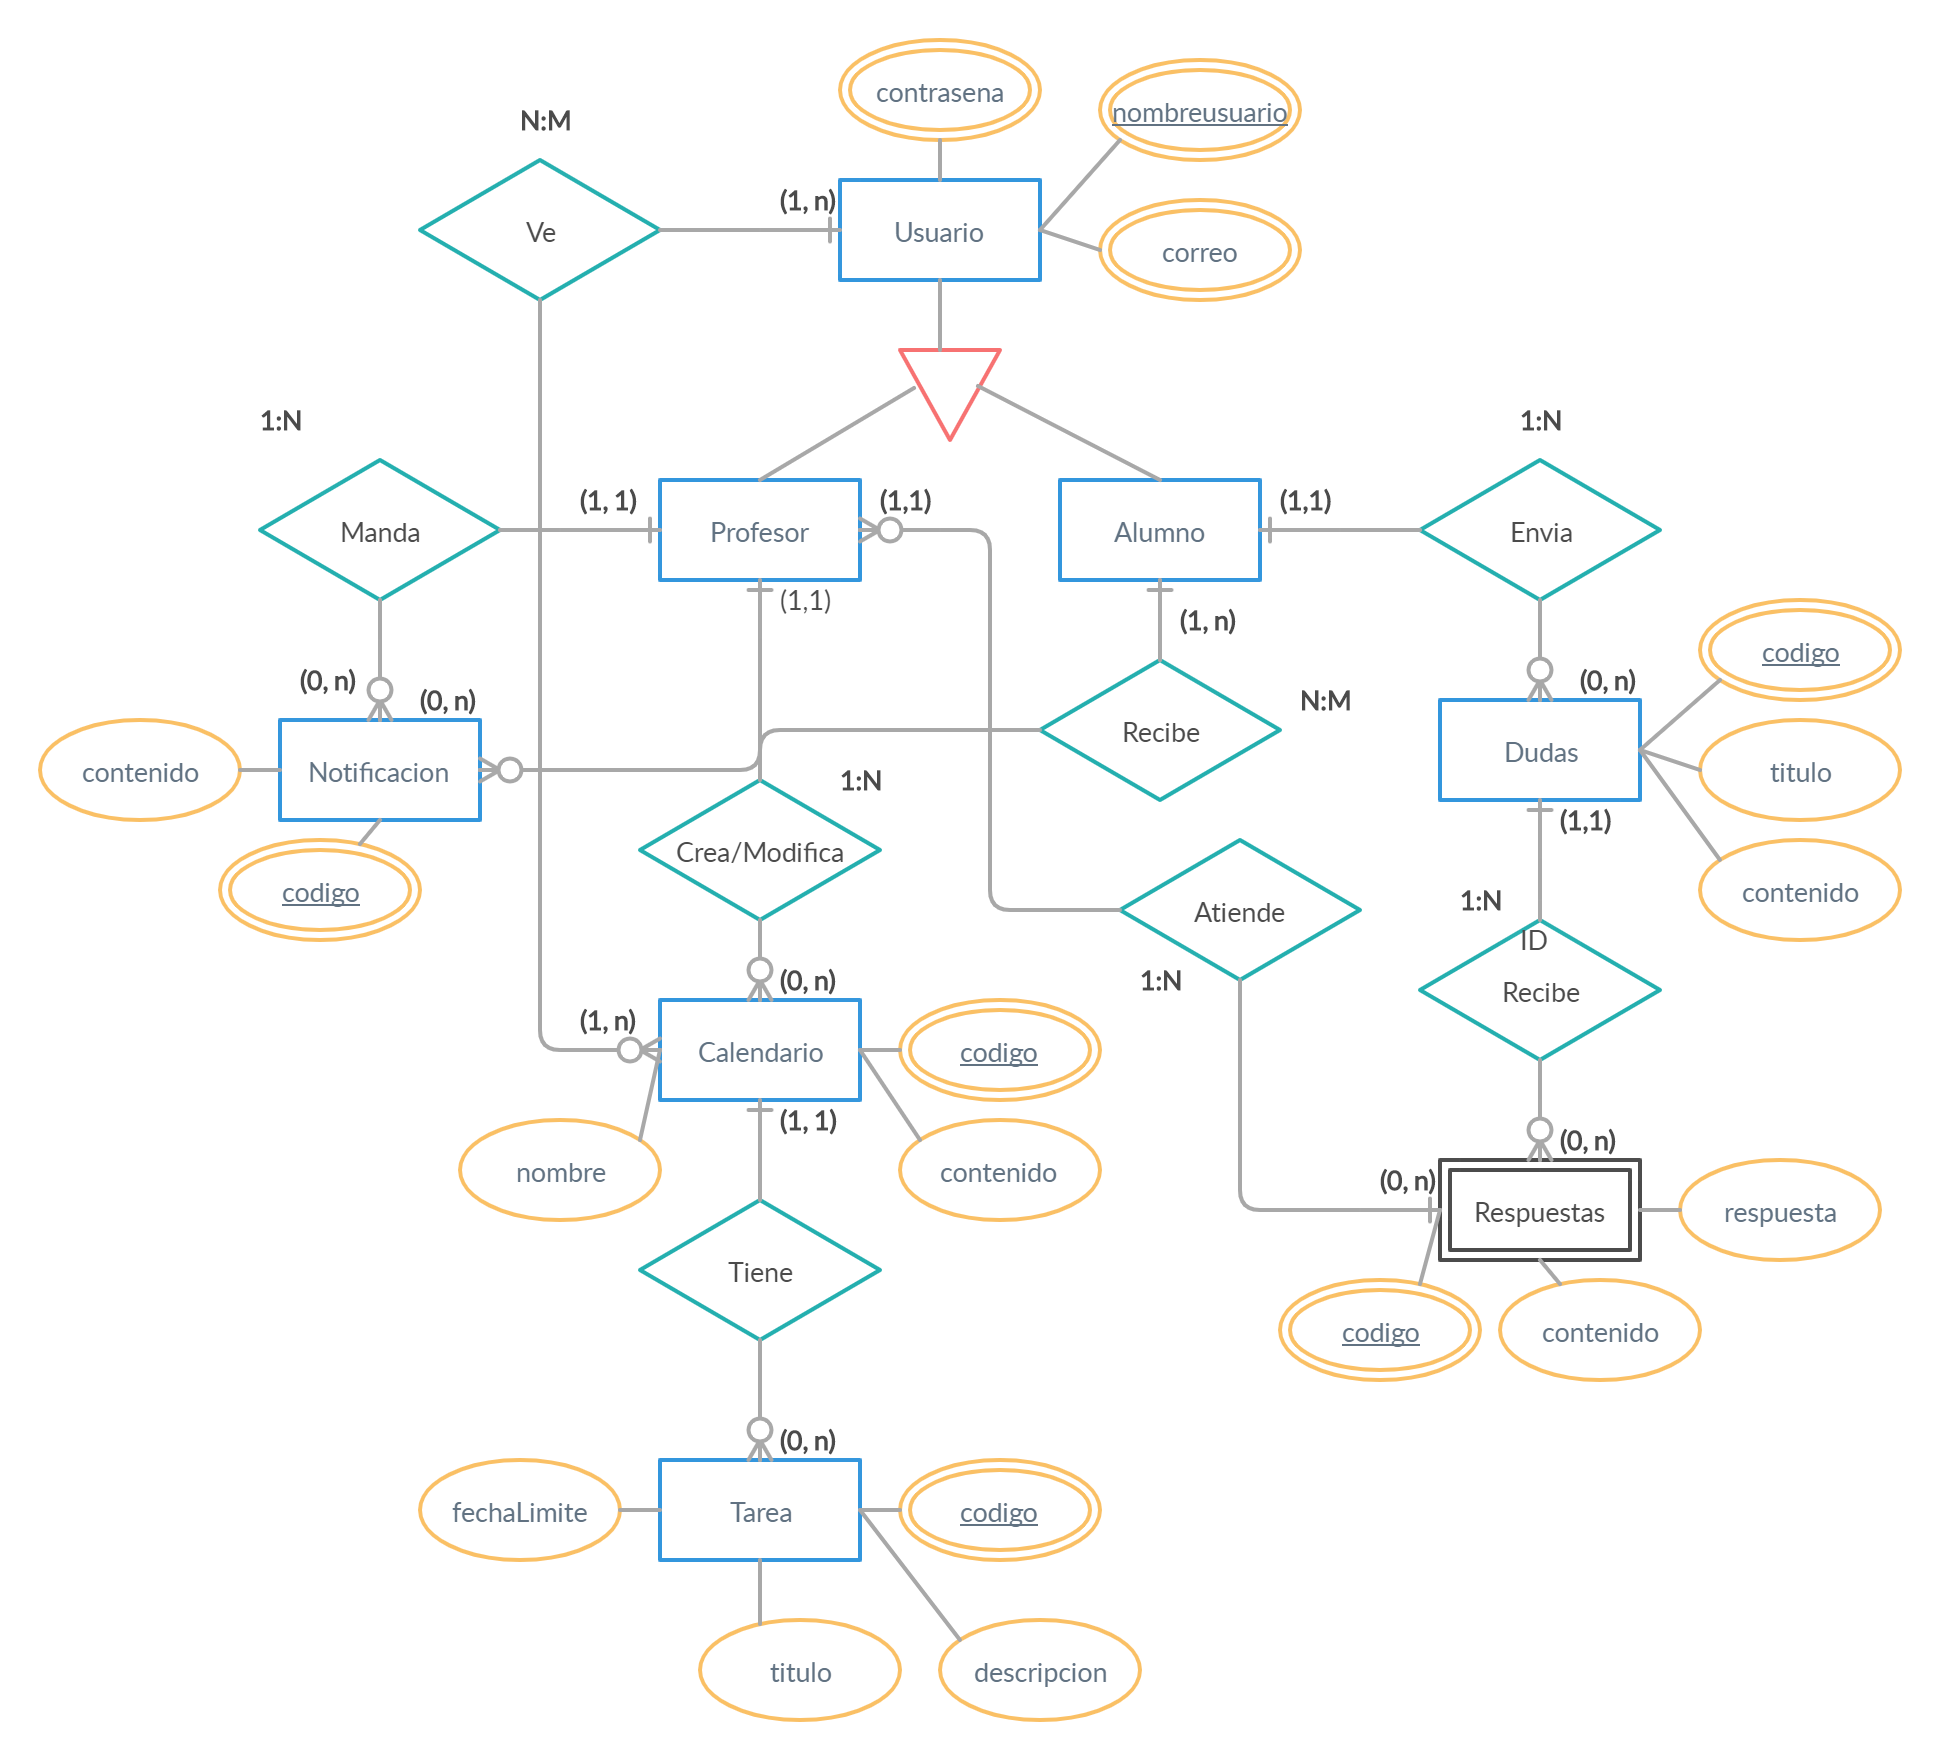 contrasena
nombreusuario
N:M
(1, n)
Ve
Usuario
correo
1:N
1:N
(1, 1)
(1,1)
(1,1)
Manda
Profesor
Alumno
Envia
(1,1)
(1, n)
codigo
(0, n)
(0, n)
(0, n)
N:M
Recibe
Dudas
contenido
Notificacion
titulo
1:N
(1,1)
Crea/Modifica
codigo
1:N
contenido
Atiende
ID
(0, n)
1:N
Recibe
(1, n)
Calendario
codigo
(1, 1)
(0, n)
nombre
contenido
(0, n)
Respuestas
respuesta
Tiene
codigo
contenido
(0, n)
fechaLimite
Tarea
codigo
titulo
descripcion